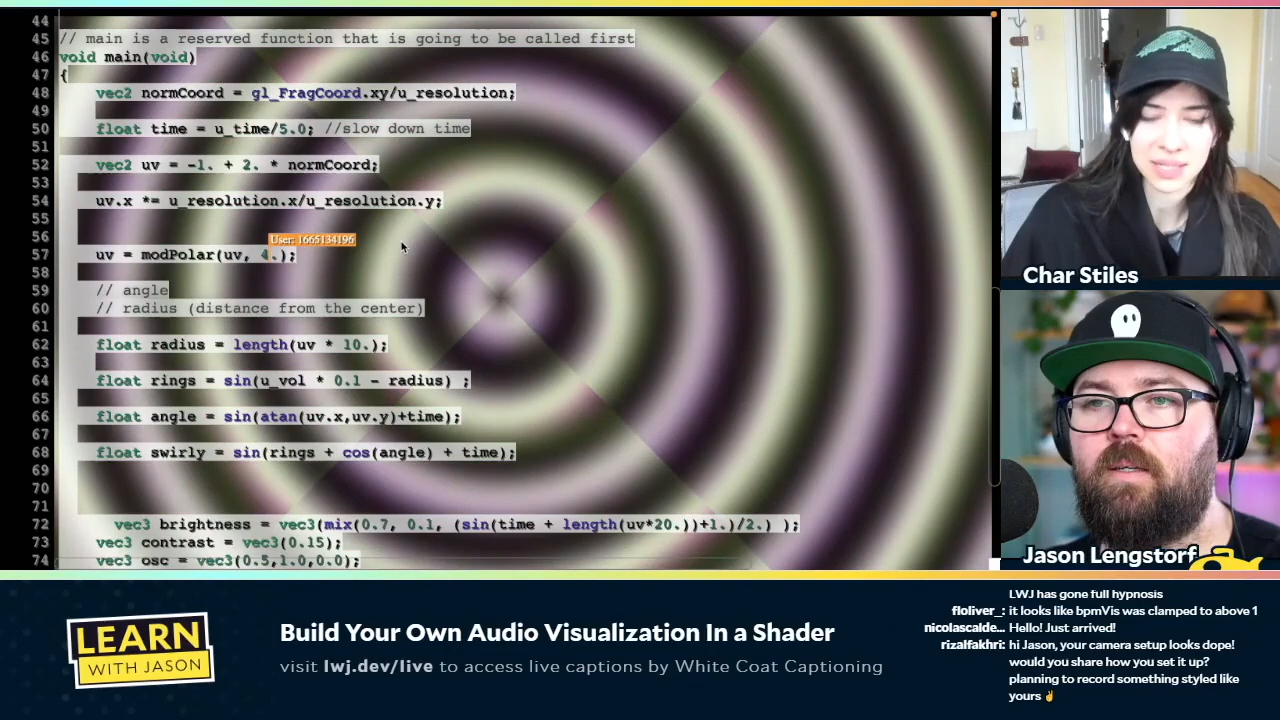 44
45 // main is a reserved function that is going to be called first
46 void main(void)
47 {
48 vec2 normCoord = gl_FragCoord.xy/u_resolution;
49
50 float time = u_time/5.0; //slow down time
51
52 vec2 uv = -1. + 2. * normCoord;
53
54 uv.x *= u_resolution.x/u_resolution.y;
55
56
User: 1665134196
57 uv = modPolar(uv, 4.);
58
59 // angle
60 // radius (distance from the center)
61
62 float radius = length(uv * 10.);
63
64 float rings = sin(u_vol * 0.1 - radius) ;
65
66 float angle = sin(atan(uv.x,uv.y)+time);
67
68 float swirly = sin(rings + cos(angle) + time);
69
70
71
72 vec3 brightness = vec3(mix(0.7, 0.1, (sin(time + length(uv*20.))+1.)/2.) );
73 vec3 contrast = vec3(0.15);
74 vec3 osc = vec3(0.5,1.0,0.0);
Char Stiles
Jason Lengstorf
LEARN
WITH JASON
Build Your Own Audio Visualization In a Shader
visit lwj.dev/live to access live captions by White Coat Captioning
LWJ has gone full hypnosis
floliver_: it looks like bpmVis was clamped to above 1
nicolascalde... Hello! Just arrived!
rizalfakhri: hi Jason, your camera setup looks dope!
would you share how you set it up?
planning to record something styled like
yours ✌️